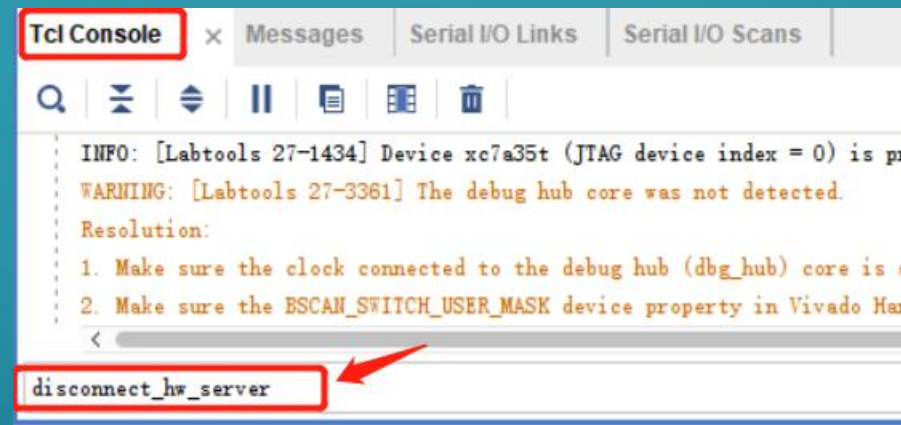 Tcl Console × Messages Serial I/O Links Serial I/O Scans
INFO: [Labtools 27-1434] Device xc7a35t (JTAG device index = 0) is
WARNING: [Labtools 27-3361] The debug hub core was not detected.
Resolution:
1. Make sure the clock connected to the debug hub (dbg_hub) core is
2. Make sure the BSCAN_SWITCH_USER_MASK device property in Vivado
disconnect_hw_server